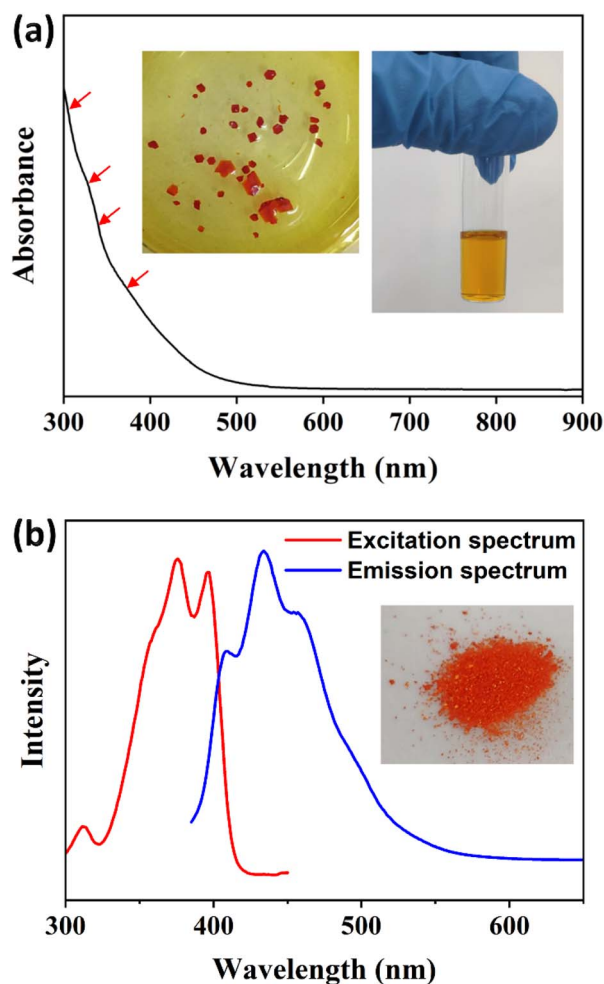 (a)
Absorbance
300 400 500 600 700 800 900
Wavelength (nm)
(b)
Excitation spectrum
Emission spectrum
Intensity
300 400 500 600
Wavelength (nm)